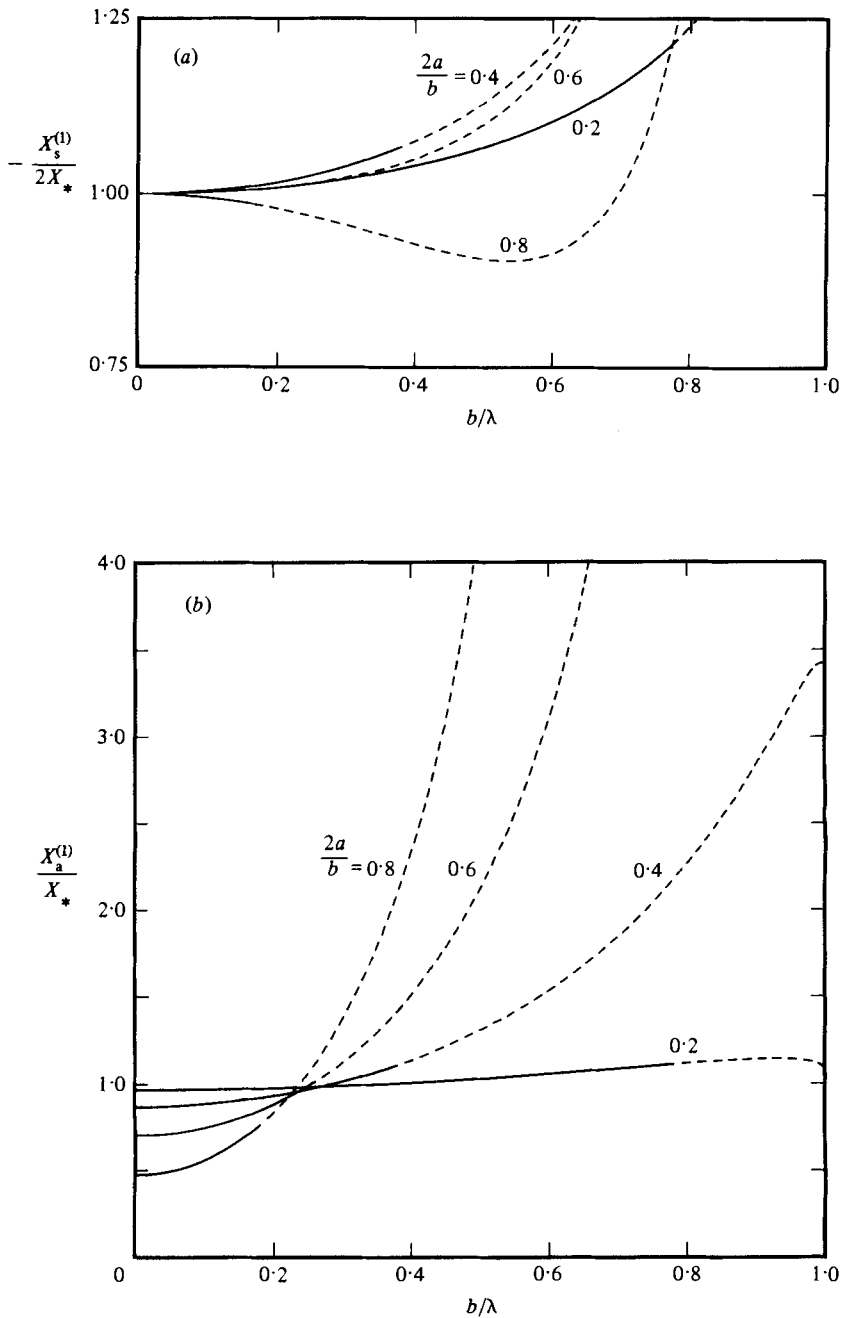 (a)
1·25
1·00
0·75
− X_s^(1) / 2X_*
2a/b = 0·4
0·6
0·2
0·8
0 0·2 0·4 0·6 0·8 1·0
b/λ
(b)
4·0
3·0
2·0
1·0
0
X_a^(1) / X_*
2a/b = 0·8
0·6
0·4
0·2
0·2 0·4 0·6 0·8 1·0
b/λ